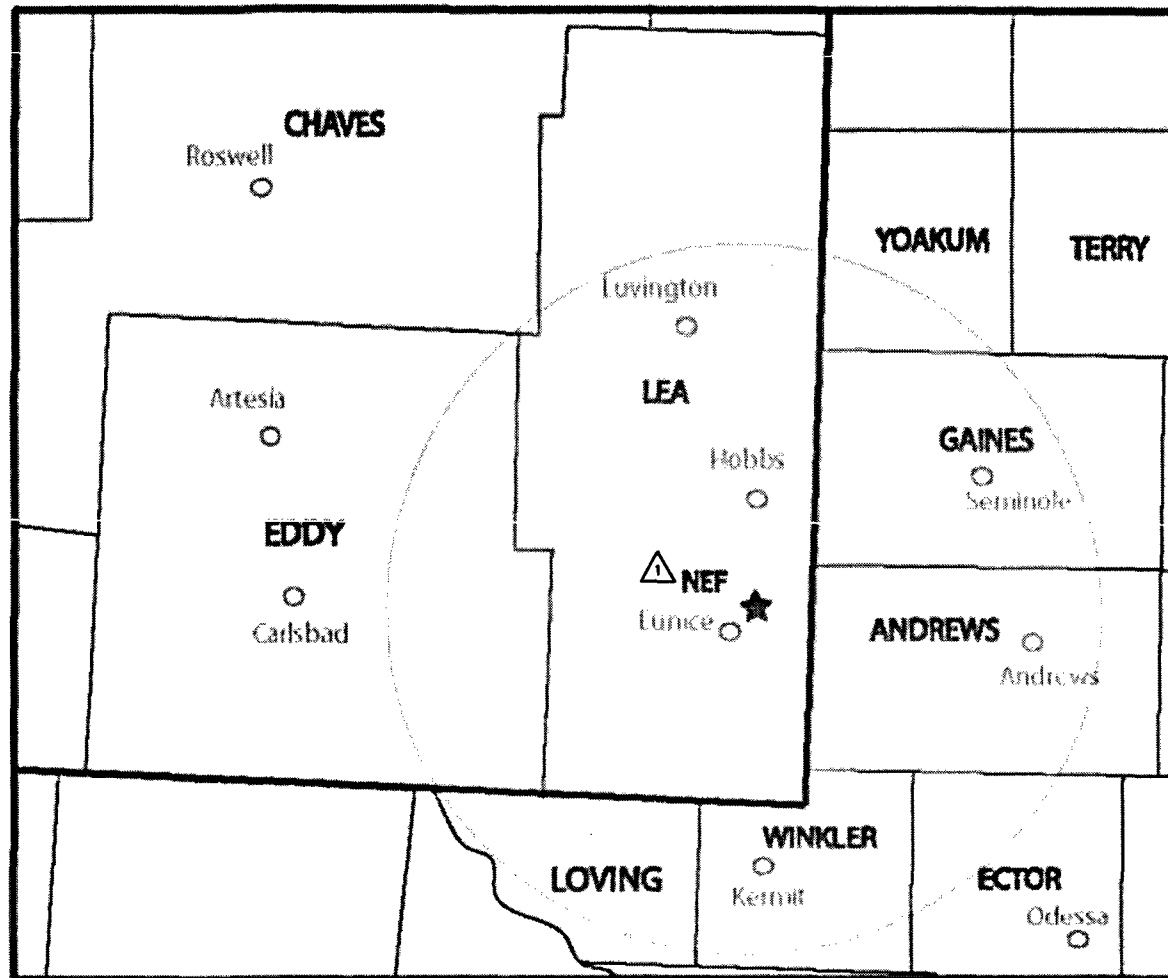 CHAVES
Roswell
YOAKUM
TERRY
Luvington
LEA
Artesia
GAINES
Hobbs
Seminole
EDDY
1
NEF
Carlsbad
Eunice
ANDREWS
Andrews
WINKLER
LOVING
Kermit
ECTOR
Odessa